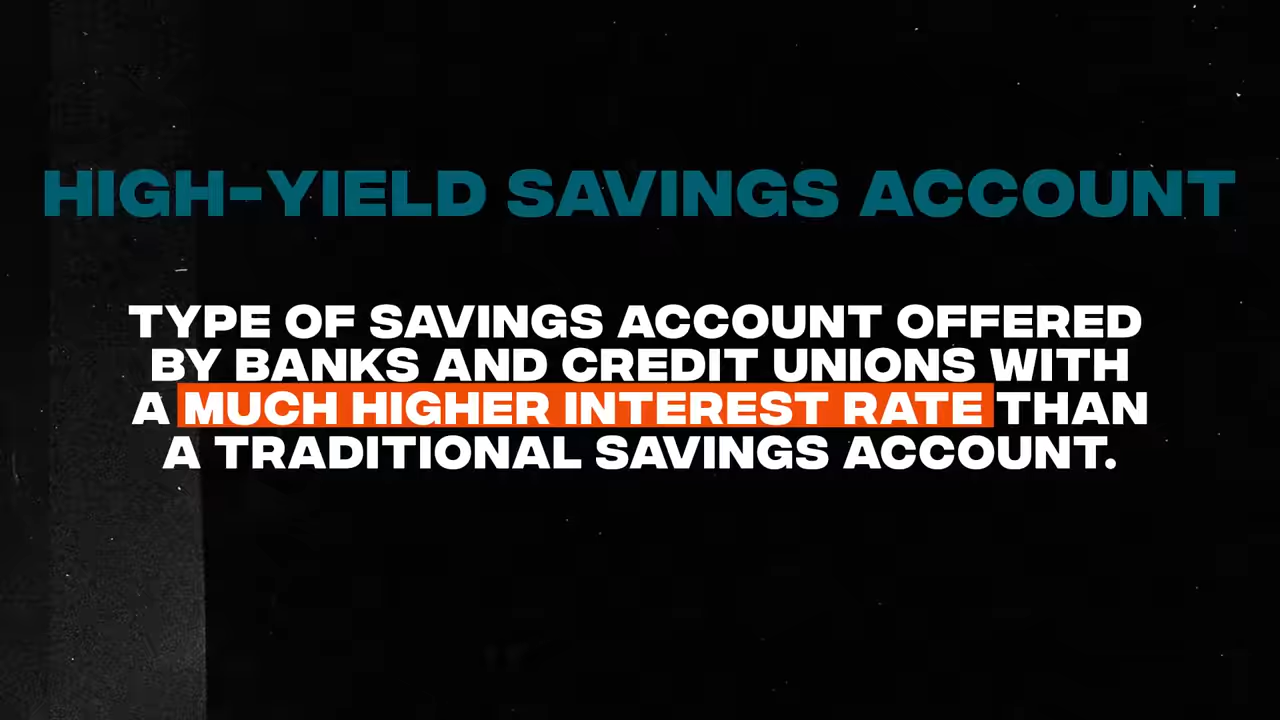 HIGH-YIELD SAVINGS ACCOUNT
TYPE OF SAVINGS ACCOUNT OFFERED
BY BANKS AND CREDIT UNIONS WITH
A MUCH HIGHER INTEREST RATE THAN
A TRADITIONAL SAVINGS ACCOUNT.